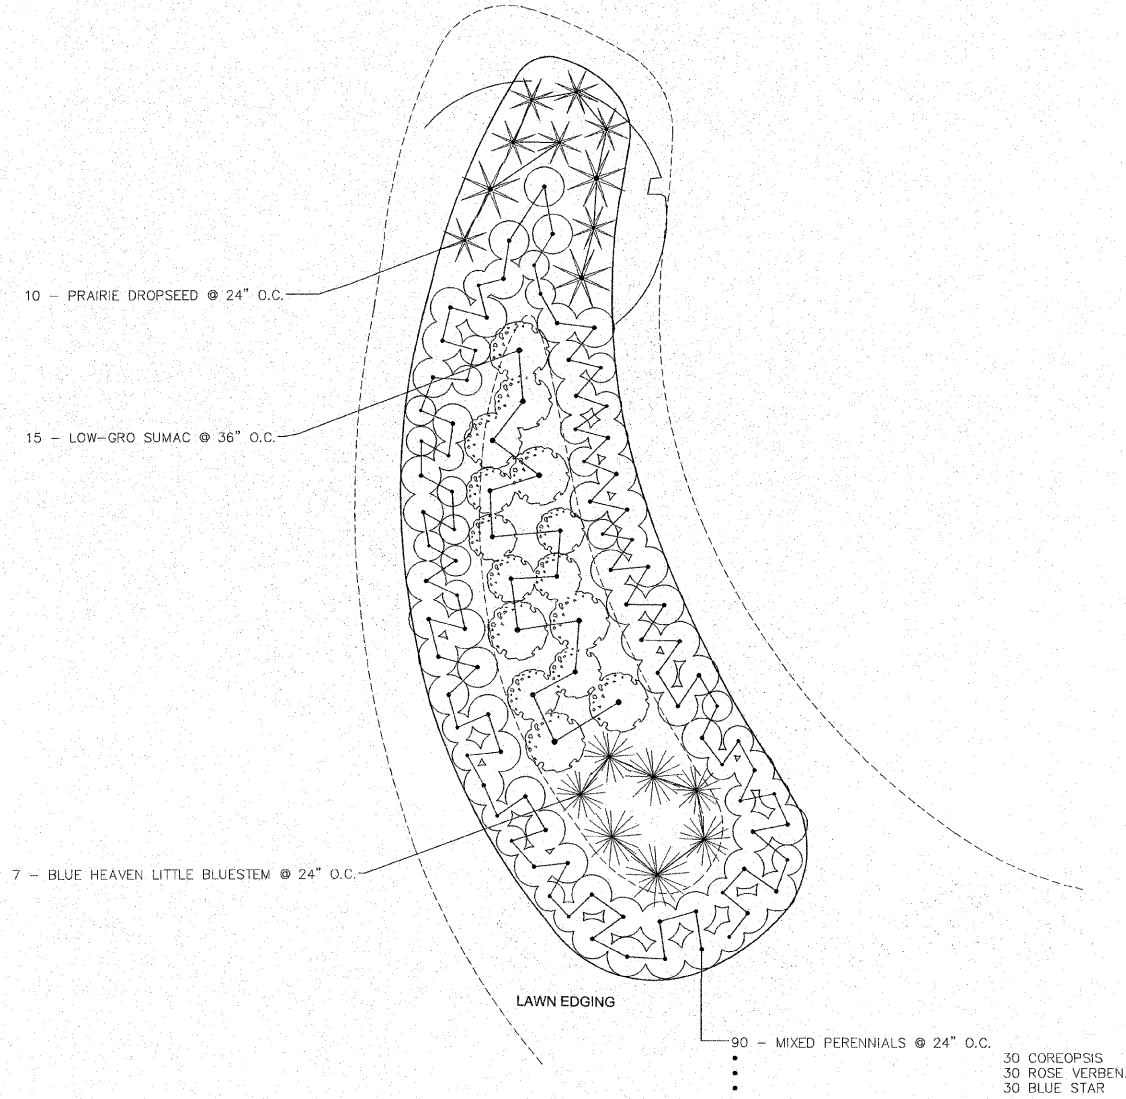 10 – PRAIRIE DROPSEED @ 24" O.C.
15 – LOW-GRO SUMAC @ 36" O.C.
7 – BLUE HEAVEN LITTLE BLUESTEM @ 24" O.C.
LAWN EDGING
90 – MIXED PERENNIALS @ 24" O.C.
• 30 COREOPSIS
• 30 ROSE VERBEN
• 30 BLUE STAR